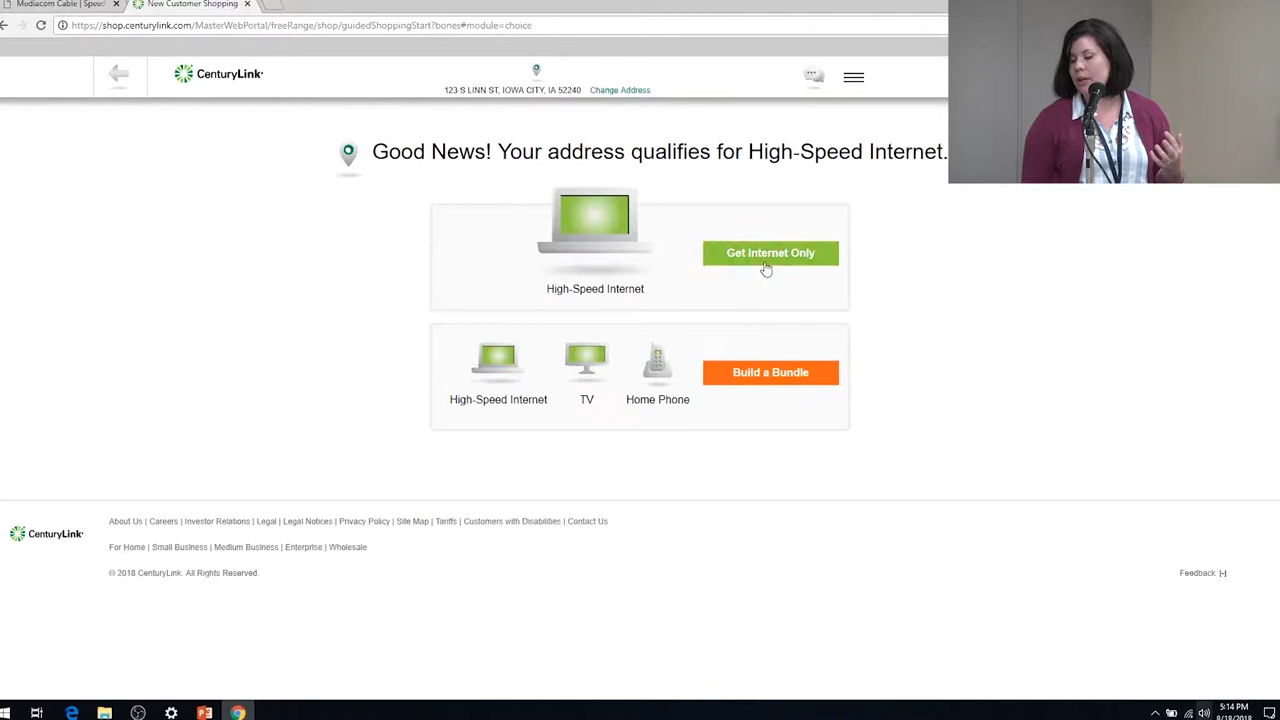 Mediacom Cable | Speed
New Customer Shopping
https://shop.centurylink.com/MasterWebPortal/freeRange/shop/guidedShoppingStart?bones#module=choice
CenturyLink
123 S LINN ST, IOWA CITY, IA 52240 Change Address
Good News! Your address qualifies for High-Speed Internet.
Get Internet Only
High-Speed Internet
Build a Bundle
High-Speed Internet TV Home Phone
About Us | Careers | Investor Relations | Legal | Legal Notices | Privacy Policy | Site Map | Tariffs | Customers with Disabilities | Contact Us
CenturyLink
For Home | Small Business | Medium Business | Enterprise | Wholesale
© 2018 CenturyLink. All Rights Reserved.
Feedback [-]
5:14 PM
8/18/2018